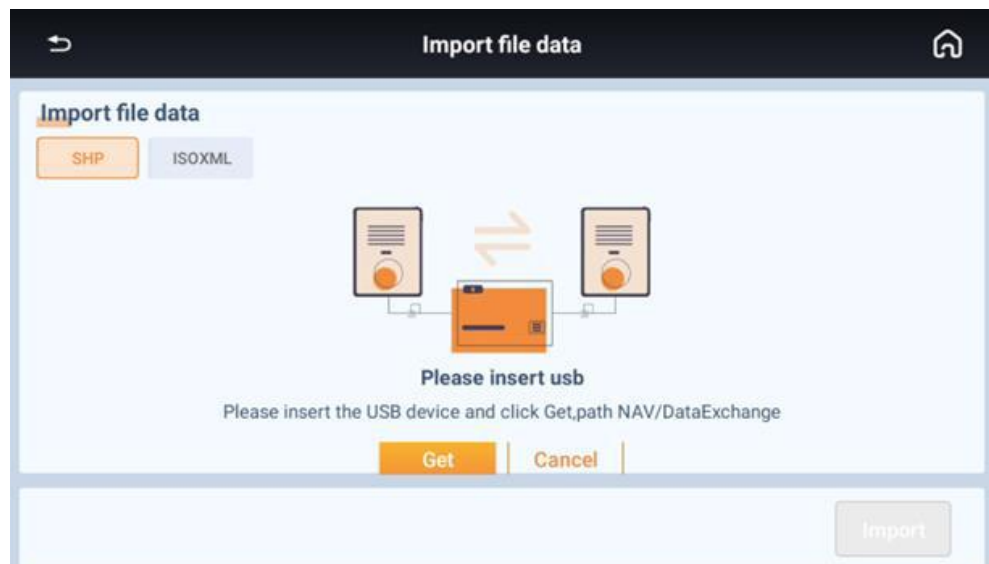 Import file data
Import file data
SHP
ISOXML
Please insert usb
Please insert the USB device and click Get,path NAV/DataExchange
Get
Cancel
Import